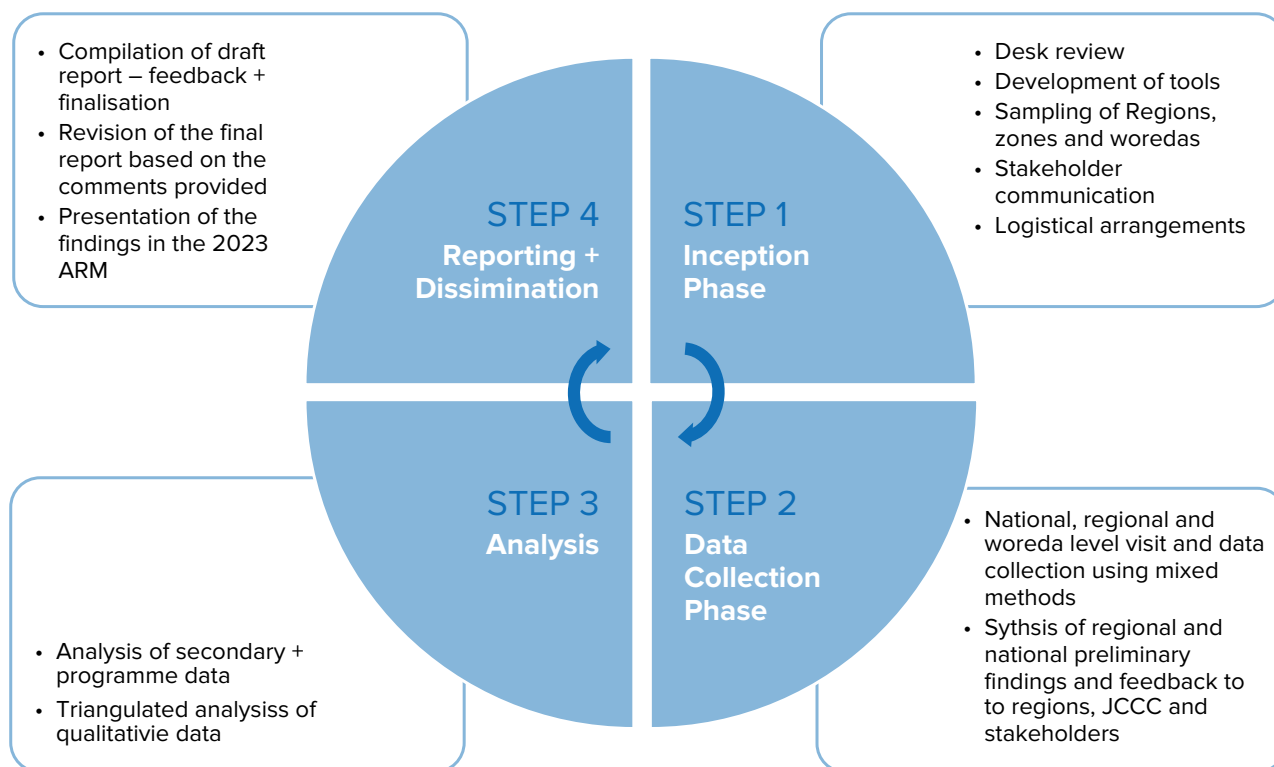 • Compilation of draft
report – feedback +
finalisation
• Revision of the final
report based on the
comments provided
• Presentation of the
findings in the 2023
ARM
• Desk review
• Development of tools
• Sampling of Regions,
zones and woredas
• Stakeholder
communication
• Logistical arrangements
STEP 4
Reporting +
Dissimination
STEP 1
Inception
Phase
STEP 3
Analysis
STEP 2
Data
Collection
Phase
• Analysis of secondary +
programme data
• Triangulated analysiss of
qualitativie data
• National, regional and
woreda level visit and data
collection using mixed
methods
• Sythsis of regional and
national preliminary
findings and feedback to
to regions, JCCC and
stakeholders